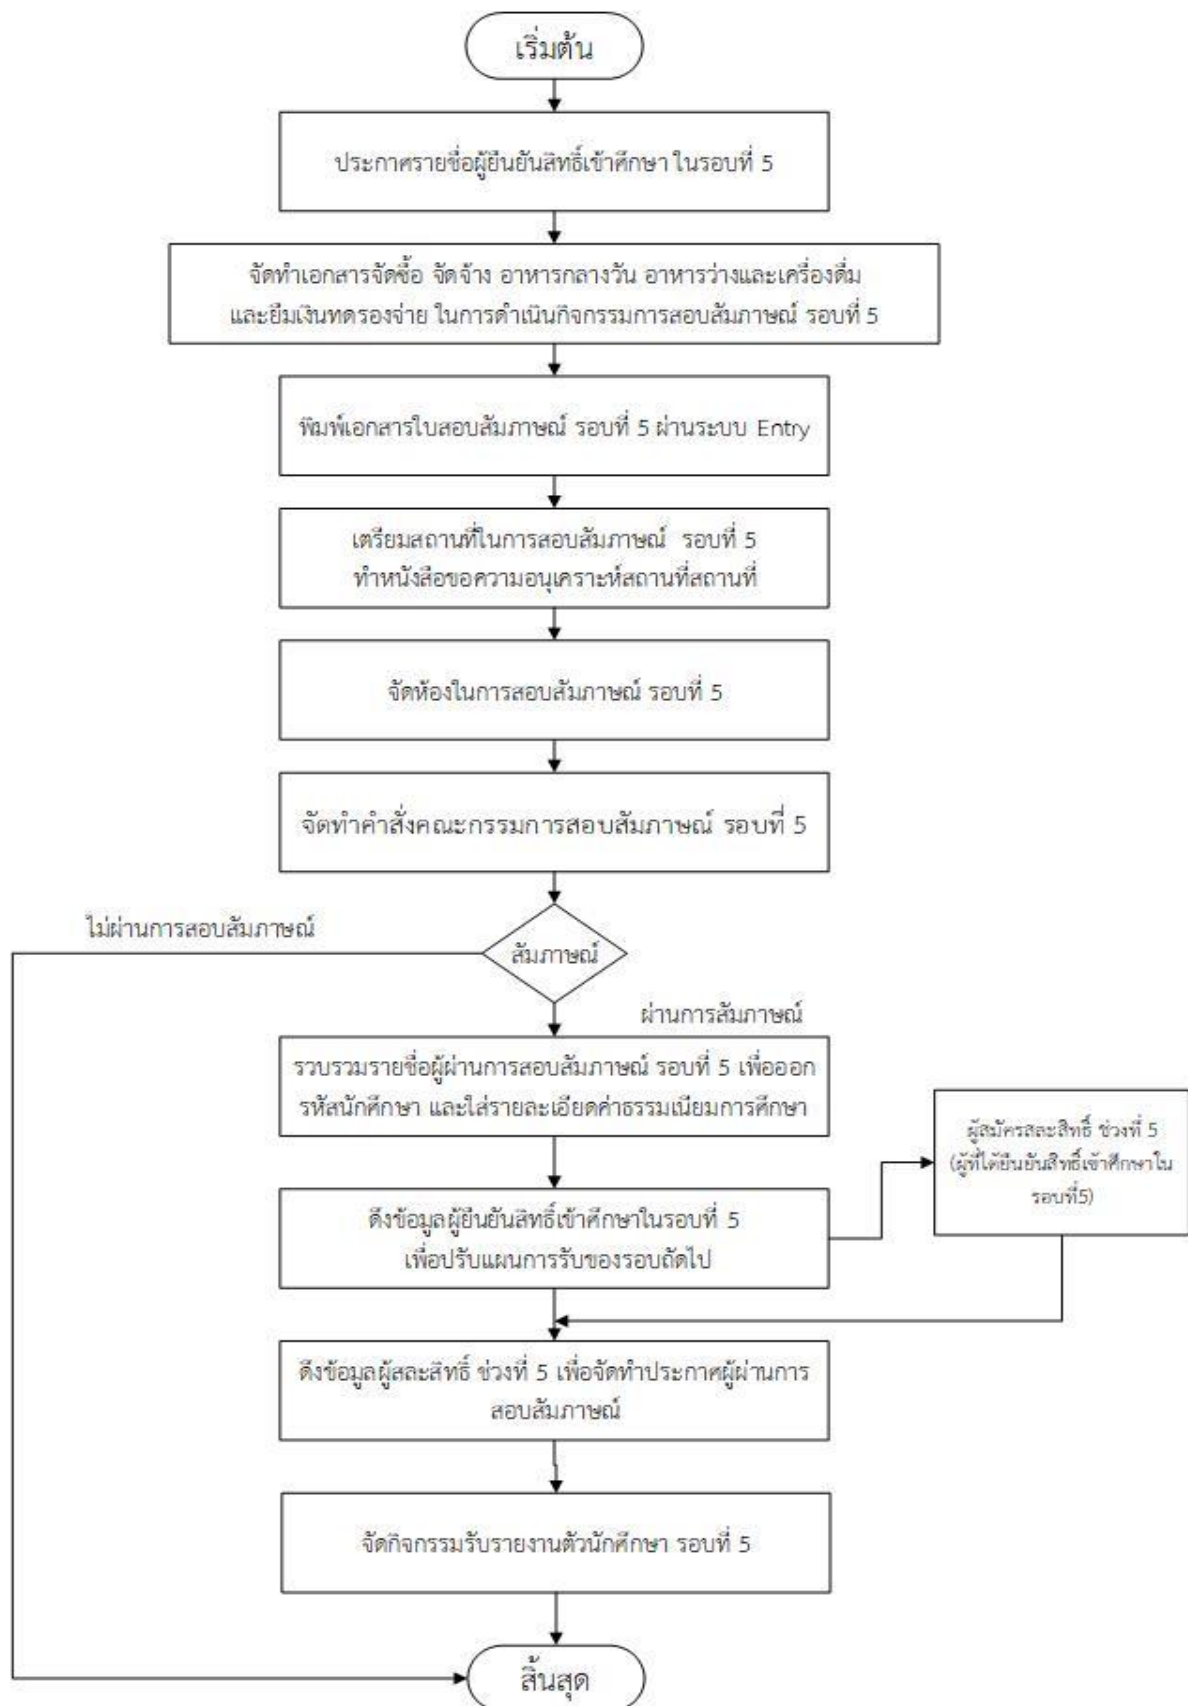 เริ่มต้น
ประกาศรายชื่อผู้ยืนยันสิทธิ์เข้าศึกษา ในรอบที่ 5
จัดทำเอกสารจัดซื้อ จัดจ้าง อาหารกลางวัน อาหารว่างและเครื่องดื่ม
และยืมเงินทดรองจ่าย ในการดำเนินกิจกรรมการสอบสัมภาษณ์ รอบที่ 5
พิมพ์เอกสารใบสอบสัมภาษณ์ รอบที่ 5 ผ่านระบบ Entry
เตรียมสถานที่ในการสอบสัมภาษณ์ รอบที่ 5
ทำหนังสือขอความอนุเคราะห์สถานที่สถานที่
จัดห้องในการสอบสัมภาษณ์ รอบที่ 5
จัดทำคำสั่งคณะกรรมการสอบสัมภาษณ์ รอบที่ 5
ไม่ผ่านการสอบสัมภาษณ์
สัมภาษณ์
ผ่านการสัมภาษณ์
รวบรวมรายชื่อผู้ผ่านการสอบสัมภาษณ์ รอบที่ 5 เพื่อออก
รหัสนักศึกษา และใส่รายละเอียดค่าธรรมเนียมการศึกษา
ผู้สมัครสละสิทธิ์ ช่วงที่ 5
(ผู้ที่ได้ยืนยันสิทธิ์เข้าศึกษาใน
รอบที่5)
ดึงข้อมูลผู้ยืนยันสิทธิ์เข้าศึกษาในรอบที่ 5
เพื่อปรับแผนการรับของรอบถัดไป
ดึงข้อมูลผู้สละสิทธิ์ ช่วงที่ 5 เพื่อจัดทำประกาศผู้ผ่านการ
สอบสัมภาษณ์
จัดกิจกรรมรับรายงานตัวนักศึกษา รอบที่ 5
สิ้นสุด